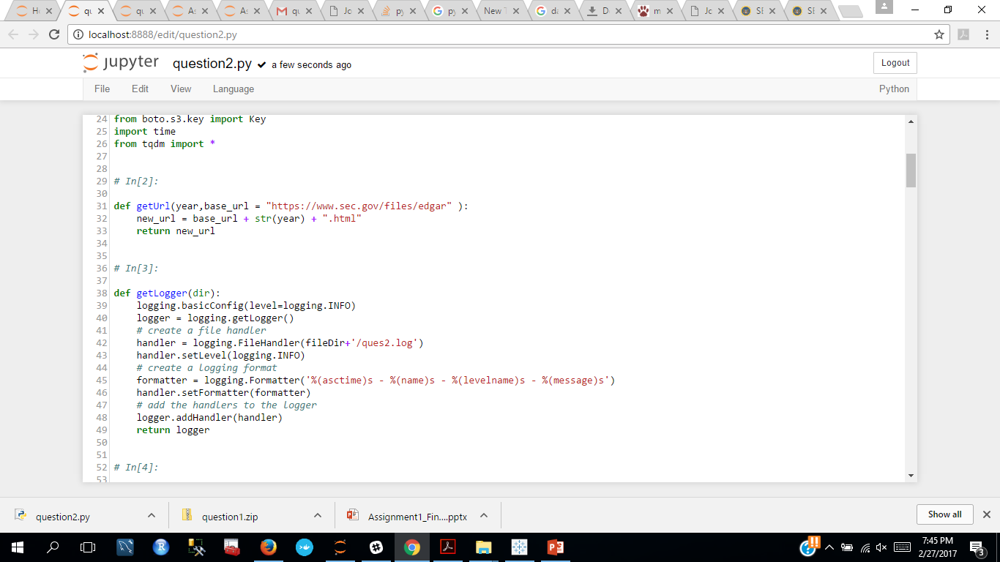 Ho
qu
qu
As
As
qu
Jc
py
py
New T
da
De
m
Jc
SE
SE
localhost:8888/edit/question2.py
jupyter question2.py a few seconds ago
Logout
File Edit View Language
Python
24 from boto.s3.key import Key
25 import time
26 from tqdm import *
27
28
29 # In[2]:
30
31 def getUrl(year,base_url = "https://www.sec.gov/files/edgar" ):
32 new_url = base_url + str(year) + ".html"
33 return new_url
34
35
36 # In[3]:
37
38 def getLogger(dir):
39 logging.basicConfig(level=logging.INFO)
40 logger = logging.getLogger()
41 # create a file handler
42 handler = logging.FileHandler(fileDir+'/ques2.log')
43 handler.setLevel(logging.INFO)
44 # create a logging format
45 formatter = logging.Formatter('%(asctime)s - %(name)s - %(levelname)s - %(message)s')
46 handler.setFormatter(formatter)
47 # add the handlers to the logger
48 logger.addHandler(handler)
49 return logger
50
51
52 # In[4]:
53
question2.py
question1.zip
Assignment1_Fin....pptx
Show all
7:45 PM
2/27/2017
3